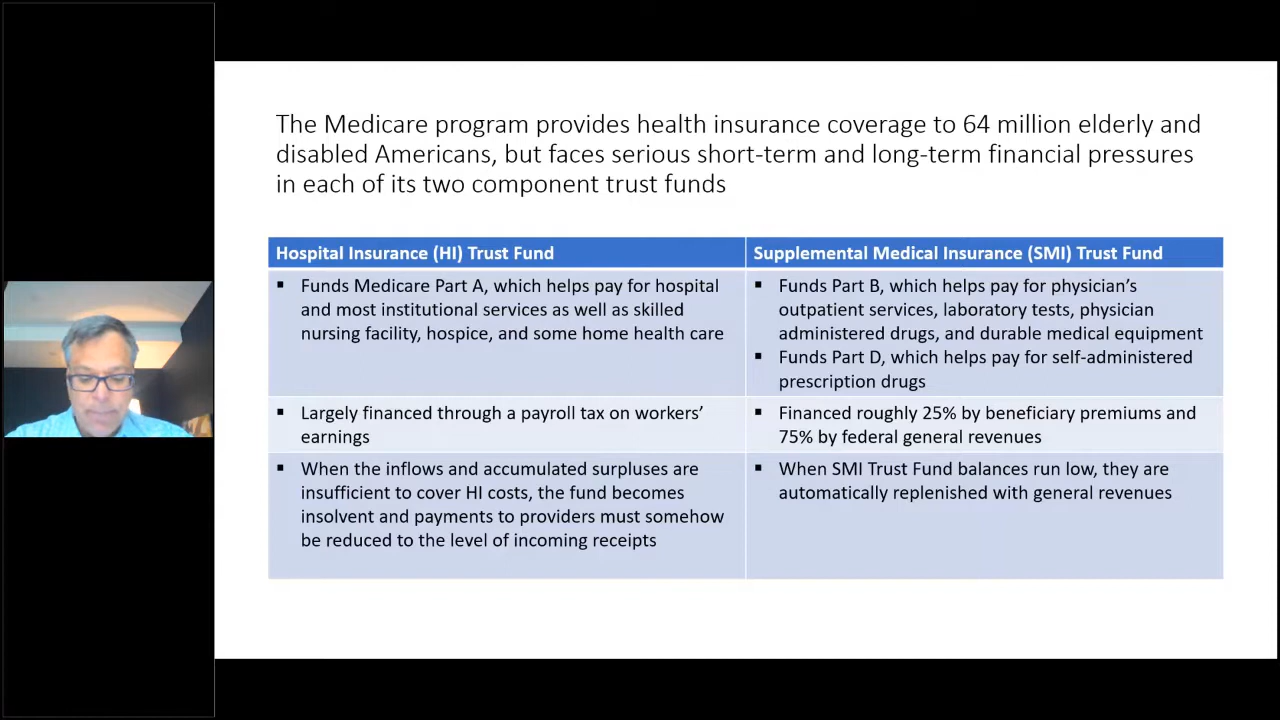 The Medicare program provides health insurance coverage to 64 million elderly and
disabled Americans, but faces serious short-term and long-term financial pressures
in each of its two component trust funds
Hospital Insurance (HI) Trust Fund
Supplemental Medical Insurance (SMI) Trust Fund
▪ Funds Medicare Part A, which helps pay for hospital
and most institutional services as well as skilled
nursing facility, hospice, and some home health care
▪ Funds Part B, which helps pay for physician’s
outpatient services, laboratory tests, physician
administered drugs, and durable medical equipment
▪ Funds Part D, which helps pay for self-administered
prescription drugs
▪ Largely financed through a payroll tax on workers’
earnings
▪ Financed roughly 25% by beneficiary premiums and
75% by federal general revenues
▪ When the inflows and accumulated surpluses are
insufficient to cover HI costs, the fund becomes
insolvent and payments to providers must somehow
be reduced to the level of incoming receipts
▪ When SMI Trust Fund balances run low, they are
automatically replenished with general revenues